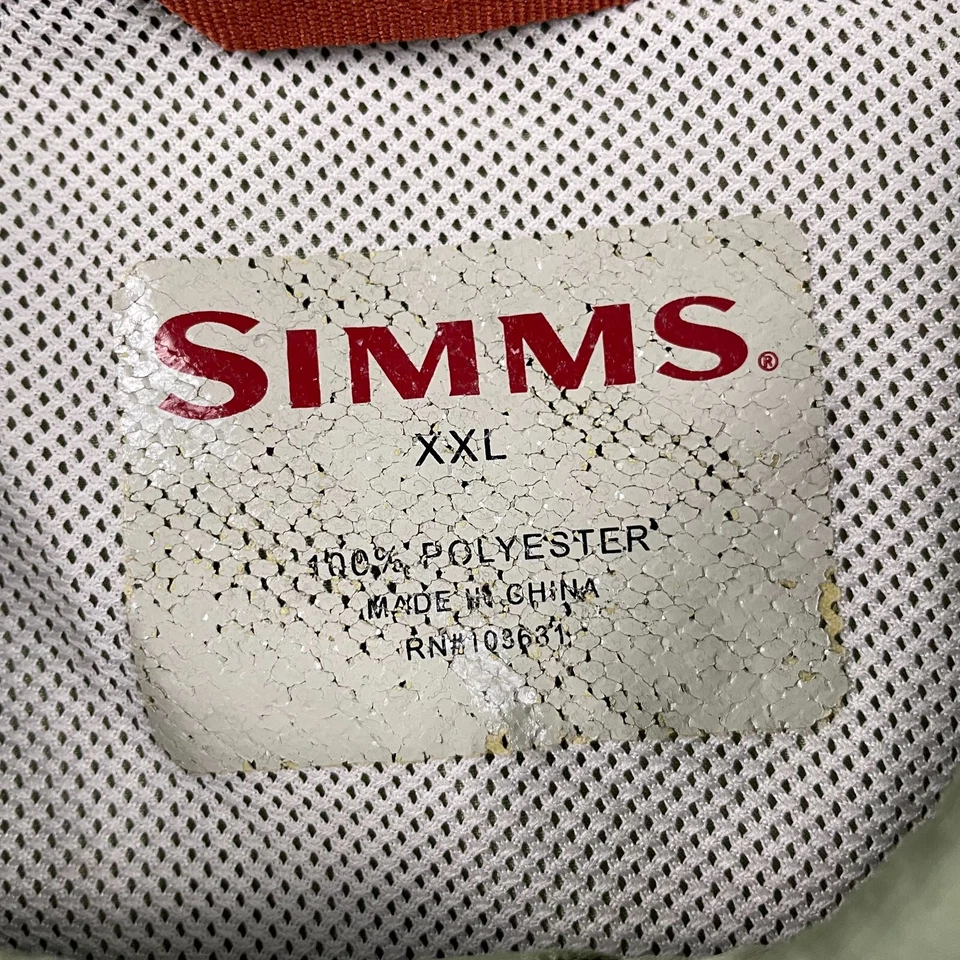 SIMMS®
XXL
100% POLYESTER
MADE IN CHINA
RN#103631